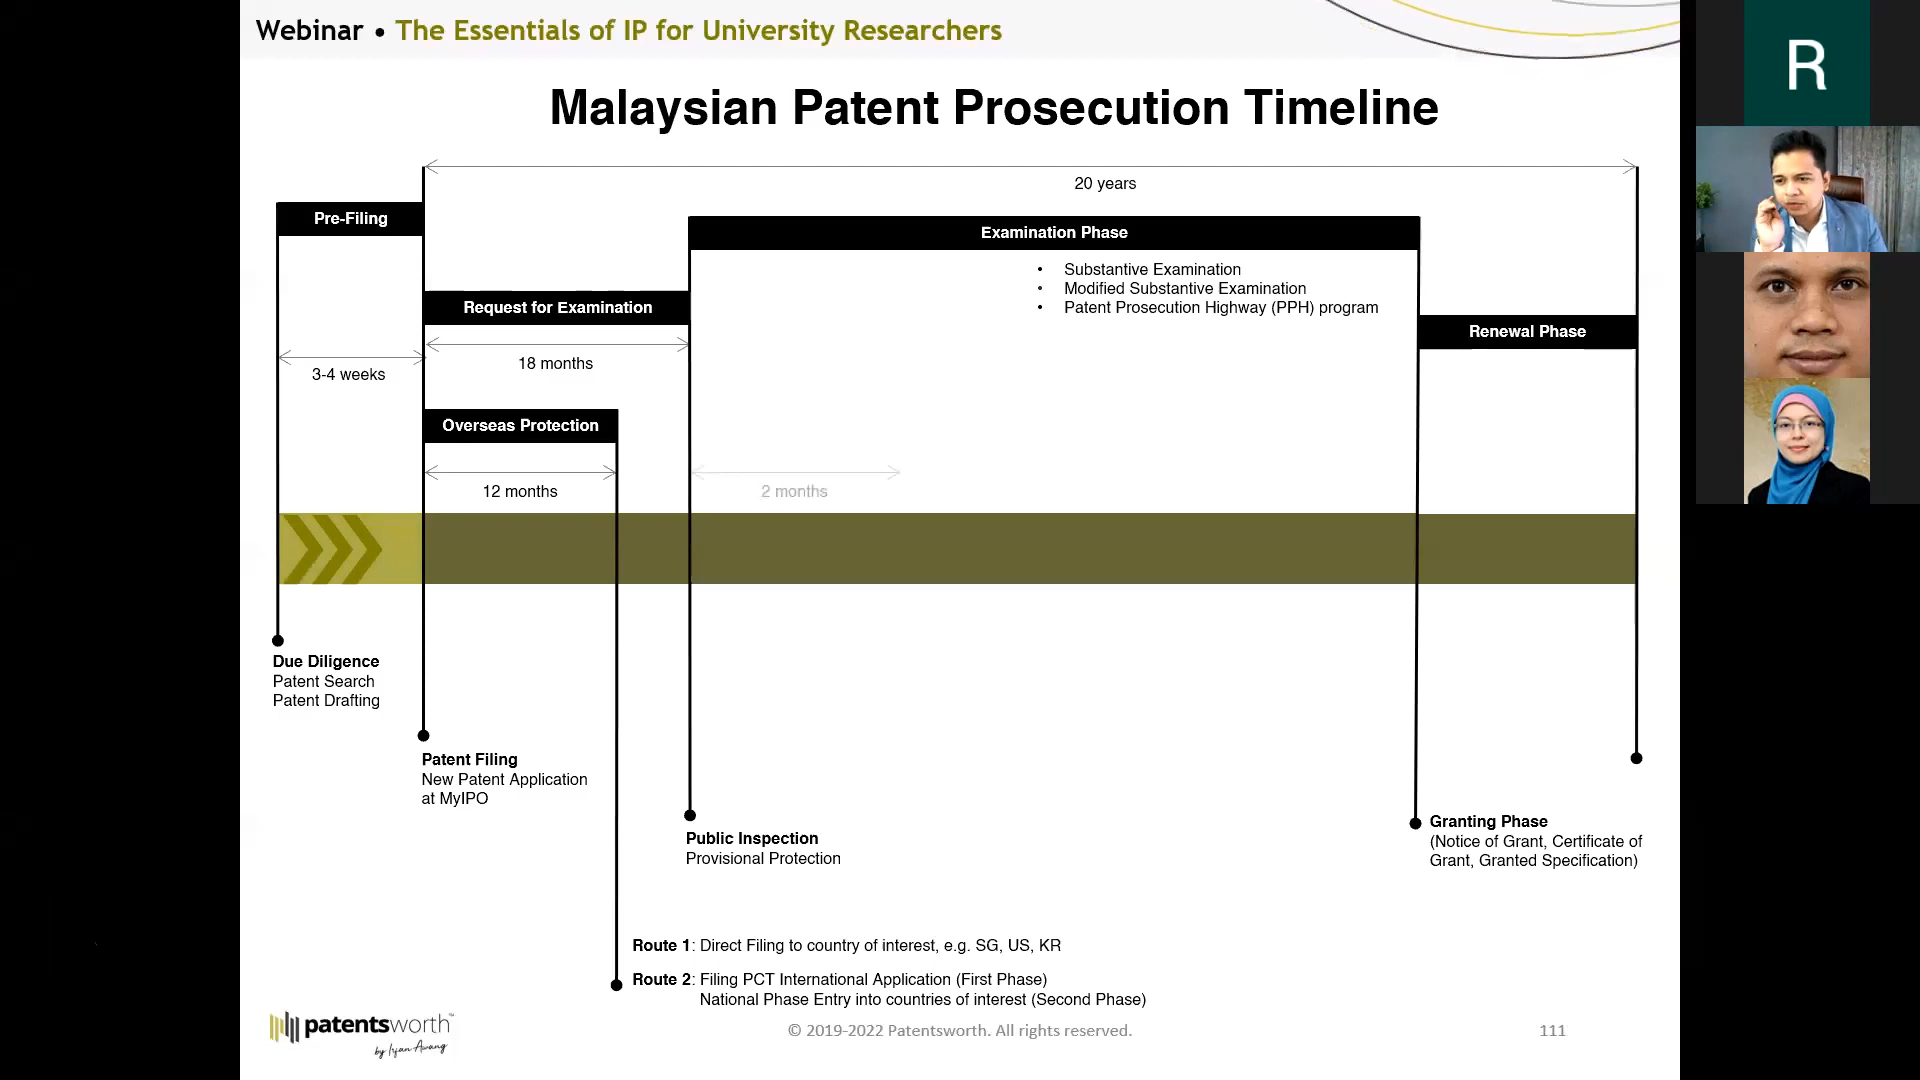 Webinar • The Essentials of IP for University Researchers
R
Malaysian Patent Prosecution Timeline
20 years
Pre-Filing
Examination Phase
• Substantive Examination
• Modified Substantive Examination
• Patent Prosecution Highway (PPH) program
Request for Examination
Renewal Phase
18 months
3-4 weeks
Overseas Protection
12 months
2 months
Due Diligence
Patent Search
Patent Drafting
Patent Filing
New Patent Application
at MyIPO
Public Inspection
Provisional Protection
Granting Phase
(Notice of Grant, Certificate of
Grant, Granted Specification)
Route 1: Direct Filing to country of interest, e.g. SG, US, KR
Route 2: Filing PCT International Application (First Phase)
National Phase Entry into countries of interest (Second Phase)
patentsworth™
by Irfan Awang
© 2019-2022 Patentsworth. All rights reserved.
111